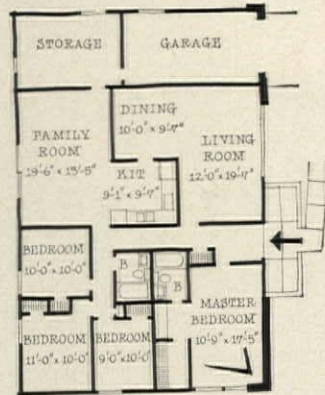 STORAGE
GARAGE
DINING
10'-0" x 9'-7"
FAMILY
ROOM
19'-6" x 13'-5"
LIVING
ROOM
12'-0" x 19'-7"
KIT
9'-1" x 9'-7"
BEDROOM
10'-0" x 10'-0"
B
B
MASTER
BEDROOM
10'-9" x 17'-5"
BEDROOM
11'-0" x 10'-0"
BEDROOM
9'-0" x 10'-0"